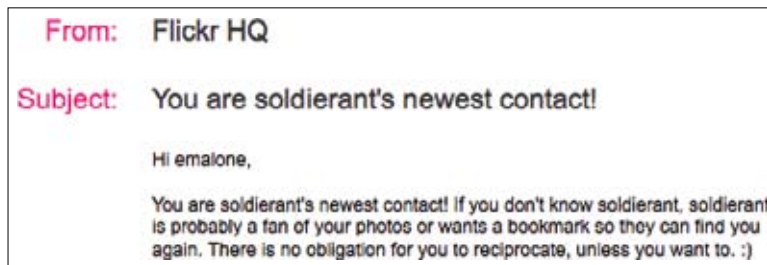 From: Flickr HQ
Subject: You are soldierant's newest contact!
Hi emalone,
You are soldierant's newest contact! If you don't know soldierant, soldierant
is probably a fan of your photos or wants a bookmark so they can find you
again. There is no obligation for you to reciprocate, unless you want to. :)